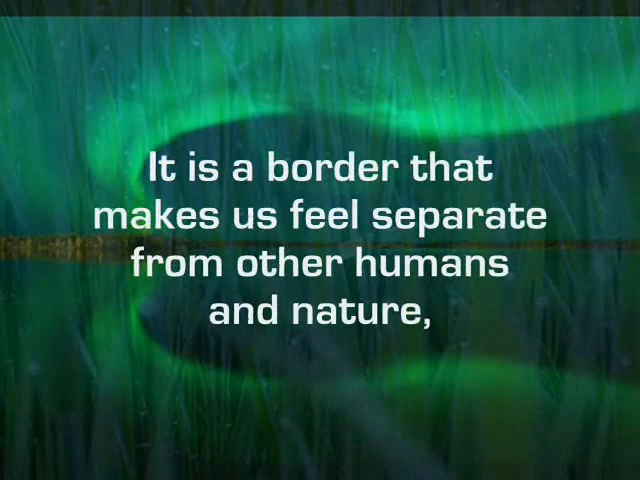 It is a border that
makes us feel separate
from other humans
and nature,